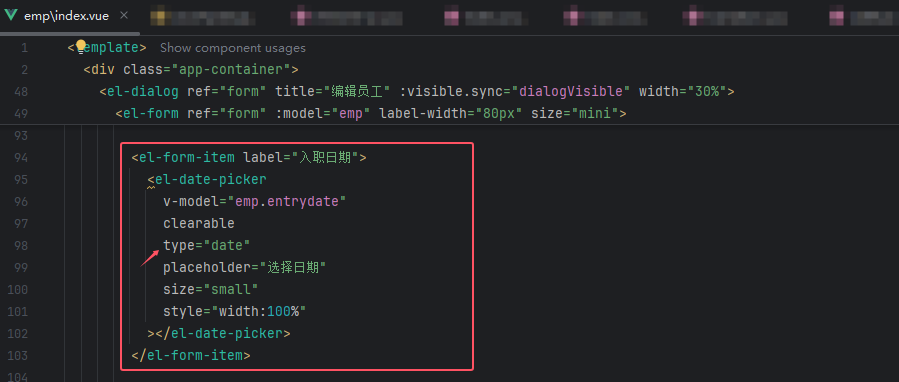 emp\index.vue
1 <template> Show component usages
2 <div class="app-container">
48 <el-dialog ref="form" title="编辑员工" :visible.sync="dialogVisible" width="30%">
49 <el-form ref="form" :model="emp" label-width="80px" size="mini">
93
94 <el-form-item label="入职日期">
95 <el-date-picker
96 v-model="emp.entrydate"
97 clearable
98 type="date"
99 placeholder="选择日期"
100 size="small"
101 style="width:100%"
102 ></el-date-picker>
103 </el-form-item>
104